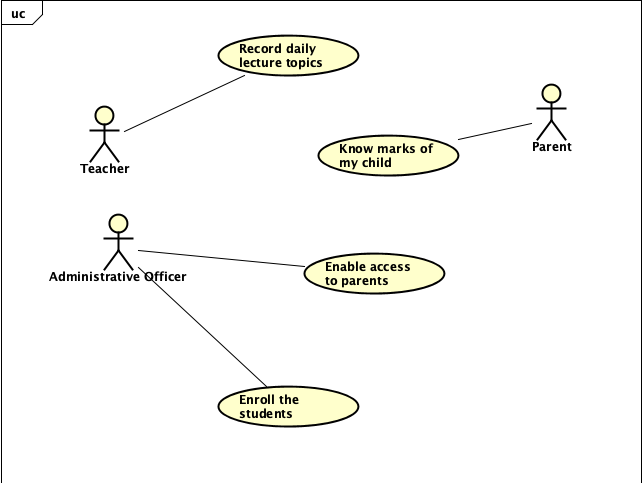 uc
Record daily
lecture topics
Teacher
Know marks of
my child
Parent
Administrative Officer
Enable access
to parents
Enroll the
students